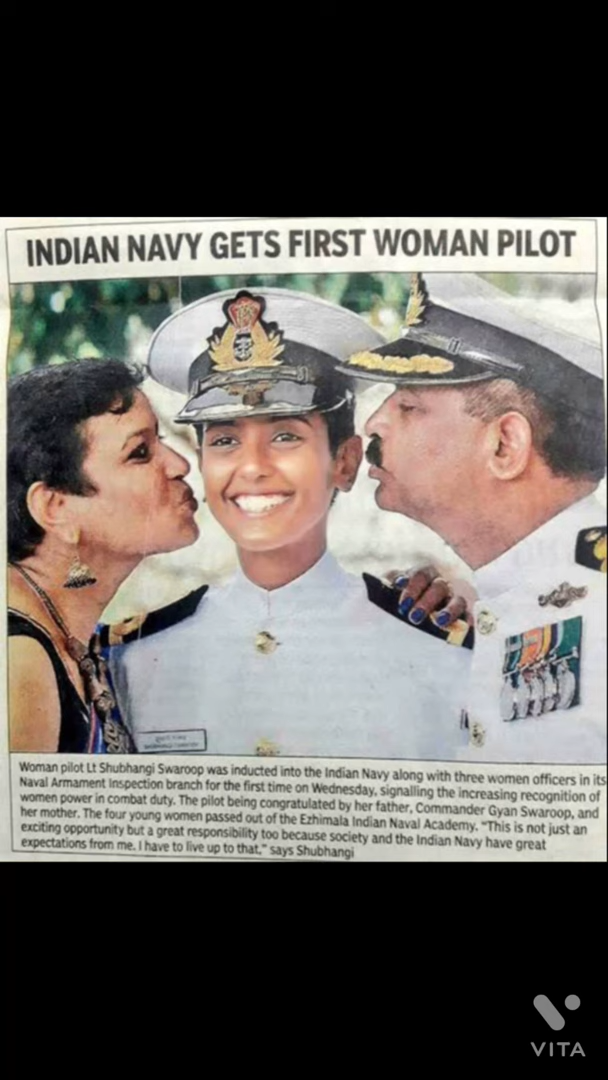 INDIAN NAVY GETS FIRST WOMAN PILOT
Woman pilot Lt Shubhangi Swaroop was inducted into the Indian Navy along with three women officers in its
Naval Armament Inspection branch for the first time on Wednesday, signalling the increasing recognition of
women power in combat duty. The pilot being congratulated by her father, Commander Gyan Swaroop, and
her mother. The four young women passed out of the Ezhimala Indian Naval Academy. "This is not just an
exciting opportunity but a great responsibility too because society and the Indian Navy have great
expectations from me. I have to live up to that," says Shubhangi
VITA